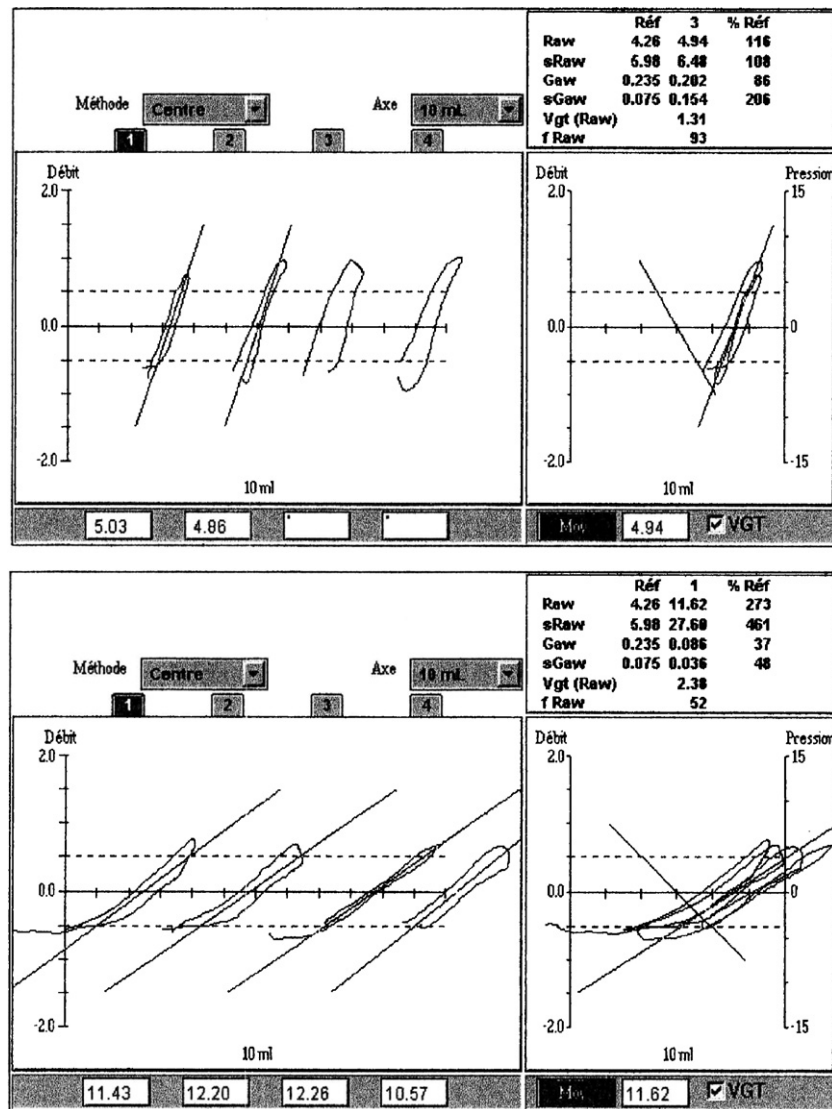 Réf 3 % Réf
Raw 4.26 4.94 116
sRaw 5.98 6.48 108
Gaw 0.235 0.202 86
sGaw 0.075 0.154 206
Vgt (Raw) 1.31
f Raw 93
Méthode Centre Axe 10 mL
1 2 3 4
Débit Débit Pression
2.0 2.0 15
0.0 0.0 0
-2.0 -2.0 -15
10 ml 10 ml
5.03 4.86 Moy 4.94 VGT
Réf 1 % Réf
Raw 4.26 11.62 273
sRaw 5.98 27.60 461
Gaw 0.235 0.086 37
sGaw 0.075 0.036 48
Vgt (Raw) 2.38
f Raw 52
Méthode Centre Axe 10 mL
1 2 3 4
Débit Débit Pression
2.0 2.0 15
0.0 0.0 0
-2.0 -2.0 -15
10 ml 10 ml
11.43 12.20 12.26 10.57 Moy 11.62 VGT